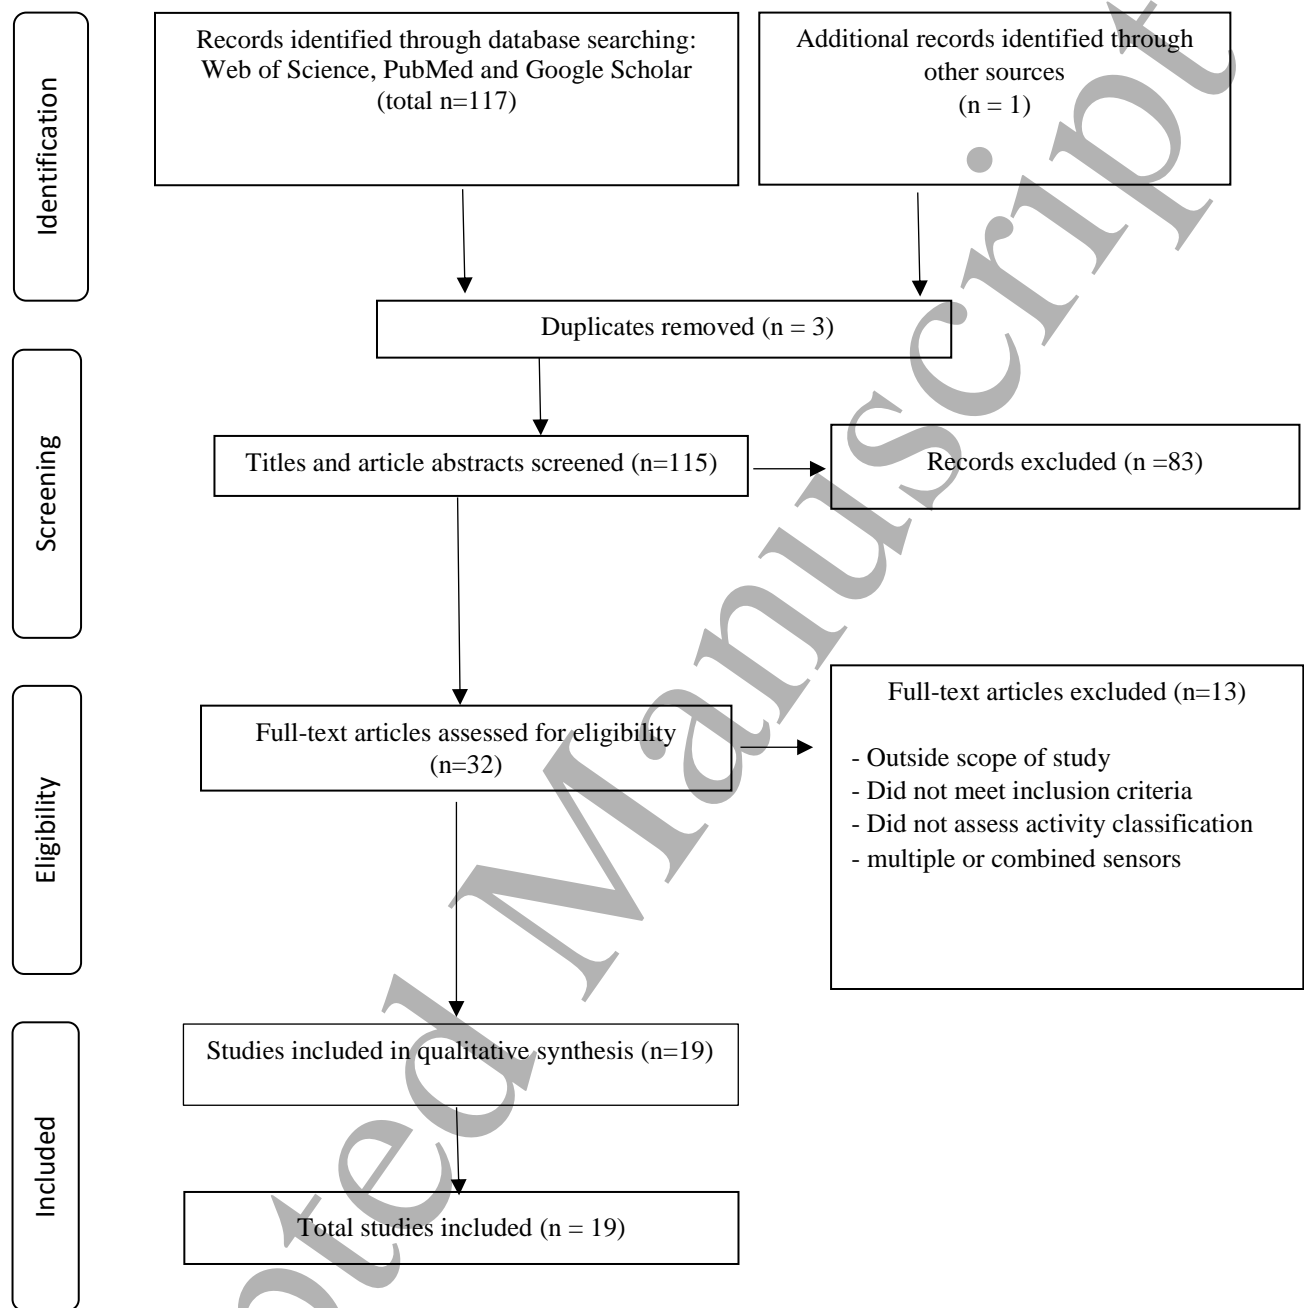 Identification
Records identified through database searching:
Web of Science, PubMed and Google Scholar
(total n=117)
Additional records identified through
other sources
(n = 1)
Duplicates removed (n = 3)
Screening
Titles and article abstracts screened (n=115)
Records excluded (n =83)
Eligibility
Full-text articles assessed for eligibility
(n=32)
Full-text articles excluded (n=13)
- Outside scope of study
- Did not meet inclusion criteria
- Did not assess activity classification
- multiple or combined sensors
Included
Studies included in qualitative synthesis (n=19)
Total studies included (n = 19)
pted Manuscript